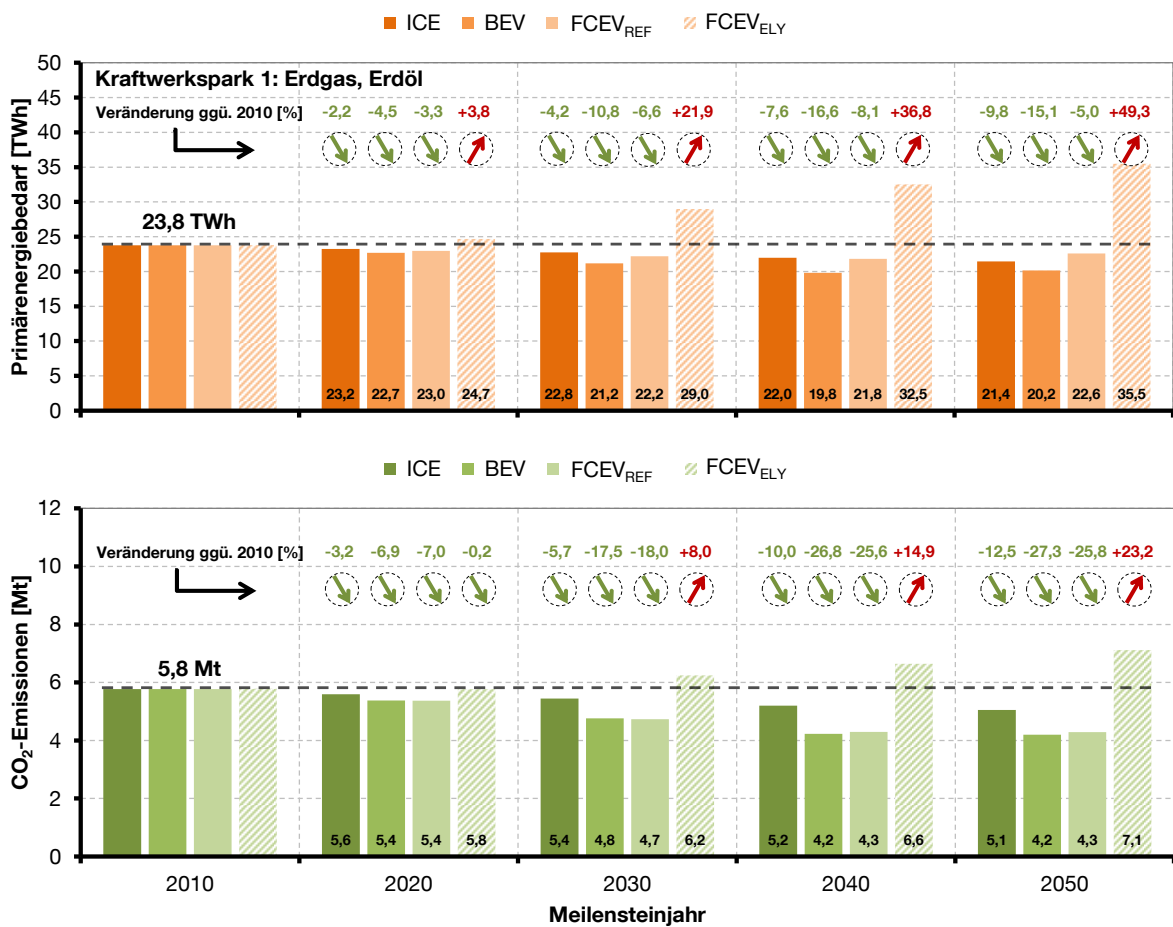 ICE BEV FCEV_REF FCEV_ELY
Primärenergiebedarf [TWh]
50
45
40
35
30
25
20
15
10
5
0
Kraftwerkspark 1: Erdgas, Erdöl
Veränderung ggü. 2010 [%]
-2,2 -4,5 -3,3 +3,8 -4,2 -10,8 -6,6 +21,9 -7,6 -16,6 -8,1 +36,8 -9,8 -15,1 -5,0 +49,3
23,8 TWh
23,2 22,7 23,0 24,7 22,8 21,2 22,2 29,0 22,0 19,8 21,8 32,5 21,4 20,2 22,6 35,5
ICE BEV FCEV_REF FCEV_ELY
CO₂-Emissionen [Mt]
12
10
8
6
4
2
0
Veränderung ggü. 2010 [%]
-3,2 -6,9 -7,0 -0,2 -5,7 -17,5 -18,0 +8,0 -10,0 -26,8 -25,6 +14,9 -12,5 -27,3 -25,8 +23,2
5,8 Mt
5,6 5,4 5,4 5,8 5,4 4,8 4,7 6,2 5,2 4,2 4,3 6,6 5,1 4,2 4,3 7,1
2010 2020 2030 2040 2050
Meilensteinjahr